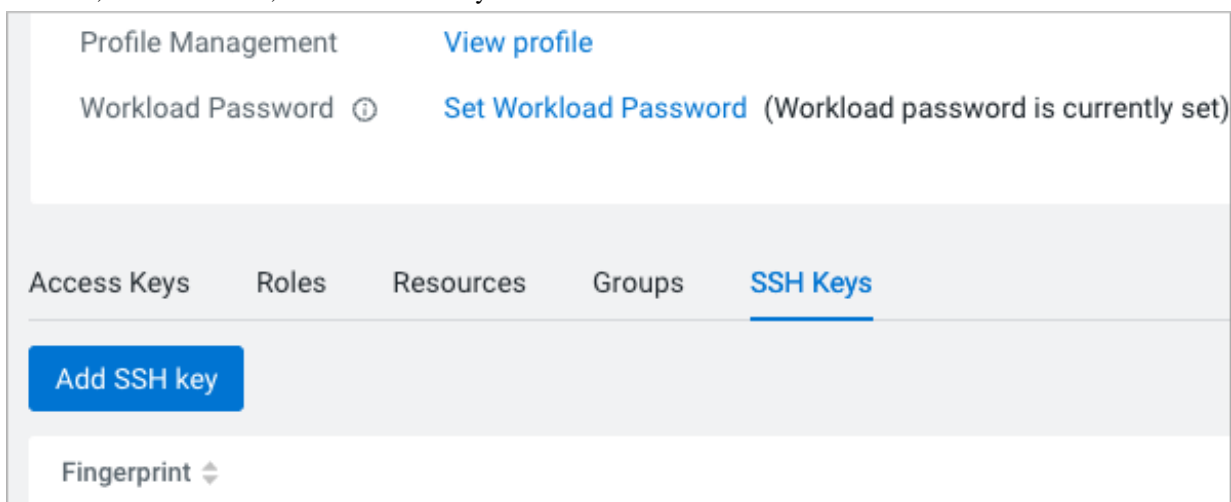 Profile Management View profile
Workload Password Set Workload Password (Workload password is currently set)
Access Keys Roles Resources Groups SSH Keys
Add SSH key
Fingerprint